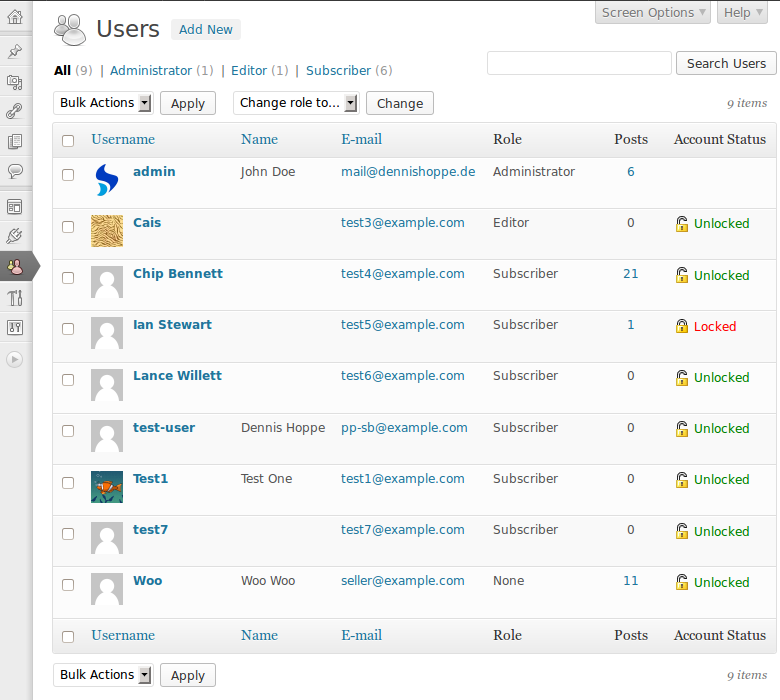 Screen Options Help
Users Add New
All (9) | Administrator (1) | Editor (1) | Subscriber (6)
Search Users
Bulk Actions Apply Change role to... Change 9 items
Username Name E-mail Role Posts Account Status
admin John Doe mail@dennishoppe.de Administrator 6
Cais test3@example.com Editor 0 Unlocked
Chip Bennett test4@example.com Subscriber 21 Unlocked
Ian Stewart test5@example.com Subscriber 1 Locked
Lance Willett test6@example.com Subscriber 0 Unlocked
test-user Dennis Hoppe pp-sb@example.com Subscriber 0 Unlocked
Test1 Test One test1@example.com Subscriber 0 Unlocked
test7 test7@example.com Subscriber 0 Unlocked
Woo Woo Woo seller@example.com None 11 Unlocked
Username Name E-mail Role Posts Account Status
Bulk Actions Apply 9 items